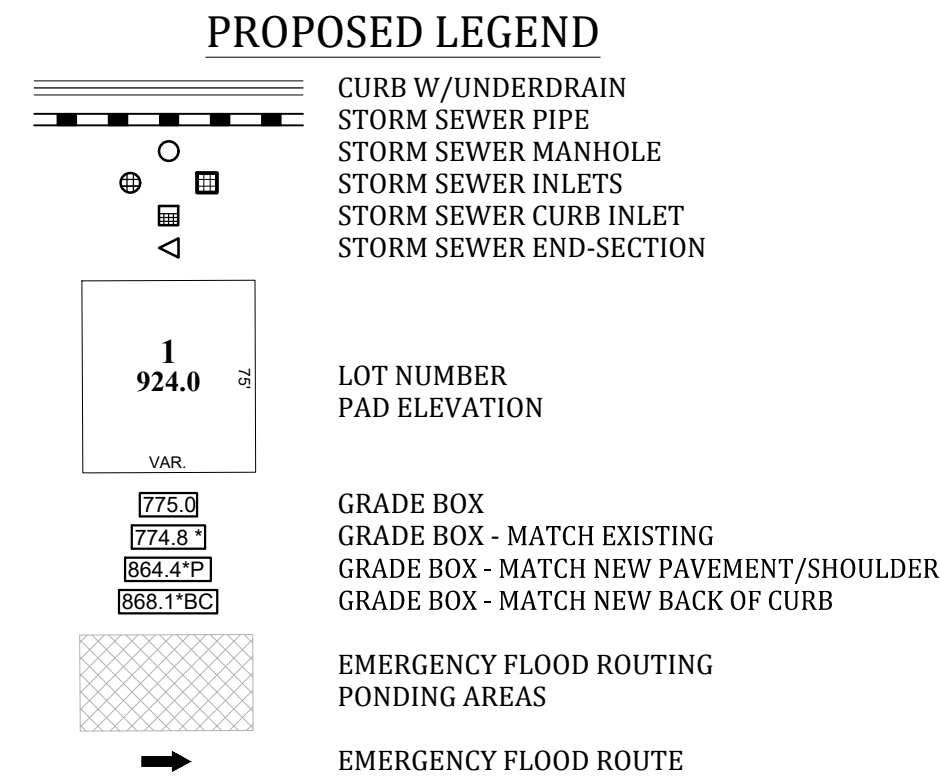 PROPOSED LEGEND
CURB W/UNDERDRAIN
STORM SEWER PIPE
STORM SEWER MANHOLE
STORM SEWER INLETS
STORM SEWER CURB INLET
STORM SEWER END-SECTION
1
924.0
75'
VAR.
LOT NUMBER
PAD ELEVATION
775.0 GRADE BOX
774.8 * GRADE BOX - MATCH EXISTING
864.4*P GRADE BOX - MATCH NEW PAVEMENT/SHOULDER
868.1*BC GRADE BOX - MATCH NEW BACK OF CURB
EMERGENCY FLOOD ROUTING
PONDING AREAS
EMERGENCY FLOOD ROUTE